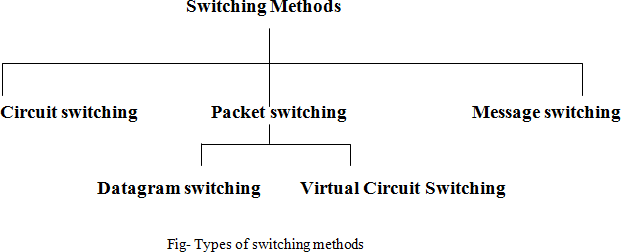 Switching Methods
Circuit switching
Packet switching
Message switching
Datagram switching
Virtual Circuit Switching
Fig- Types of switching methods